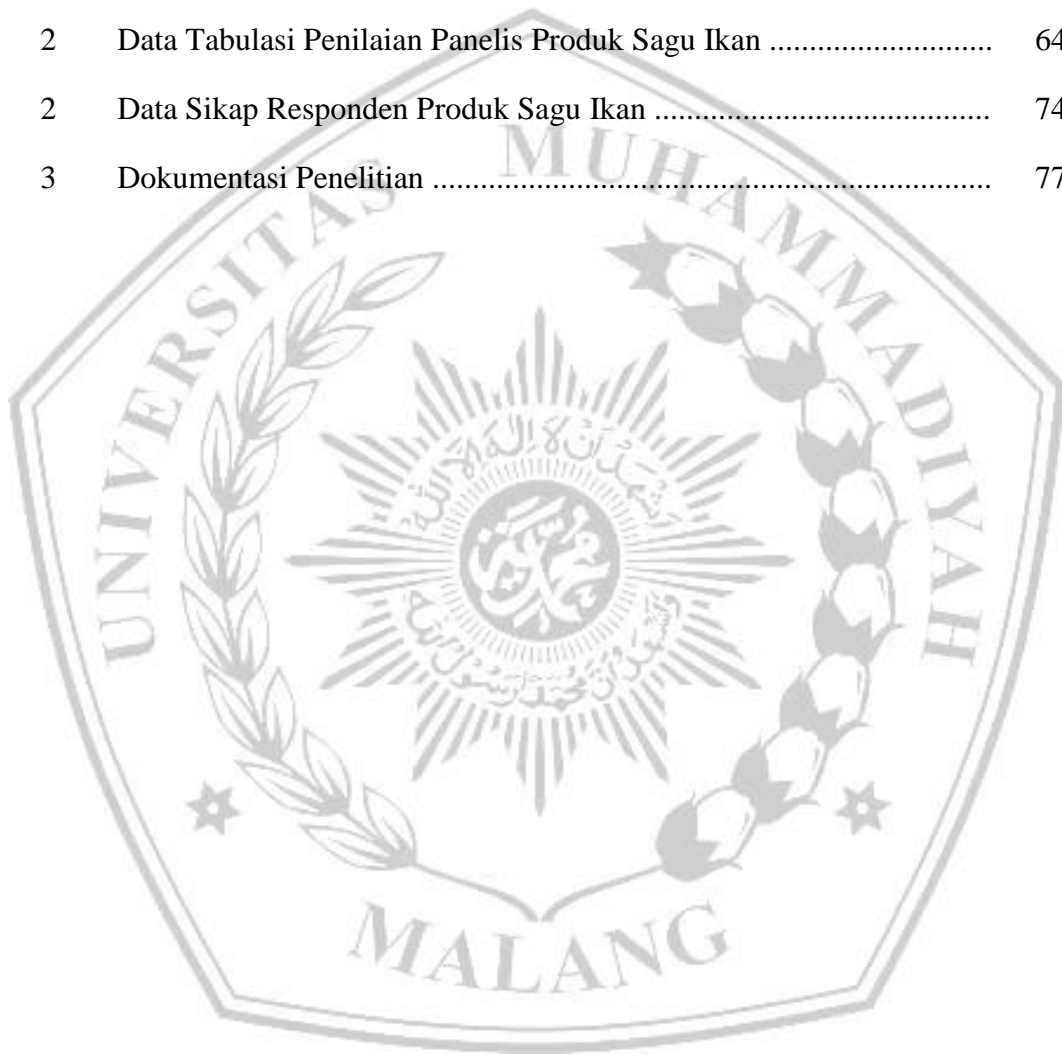 2 Data Tabulasi Penilaian Panelis Produk Sagu Ikan ........................... 64
2 Data Sikap Responden Produk Sagu Ikan ......................................... 74
3 Dokumentasi Penelitian .................................................................... 77
UNIVERSITAS MUHAMMADIYAH
MALANG